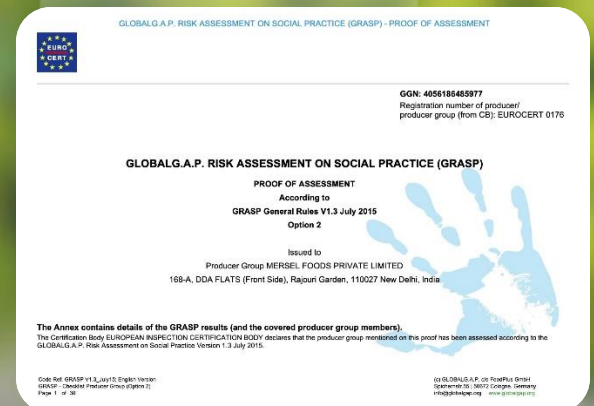 GLOBALG.A.P. RISK ASSESSMENT ON SOCIAL PRACTICE (GRASP) - PROOF OF ASSESSMENT
EURO
CERT
GGN: 4056186485977
Registration number of producer/
producer group (from CB): EUROCERT 0176
GLOBALG.A.P. RISK ASSESSMENT ON SOCIAL PRACTICE (GRASP)
PROOF OF ASSESSMENT
According to
GRASP General Rules V1.3 July 2015
Option 2
Issued to
Producer Group MERSEL FOODS PRIVATE LIMITED
168-A, DDA FLATS (Front Side), Rajouri Garden, 110027 New Delhi, India
The Annex contains details of the GRASP results (and the covered producer group members).
The Certification Body EUROPEAN INSPECTION CERTIFICATION BODY declares that the producer group mentioned on this proof has been assessed according to the
GLOBALG.A.P. Risk Assessment on Social Practice Version 1.3 July 2015.
Code Ref: GRASP V1.3_July15; English Version
GRASP - Checklist Producer Group (Option 2)
Page 1 of 38
(c) GLOBALG.A.P. c/o FoodPlus GmbH
Spichernstr. 55 | 50672 Cologne, Germany
info@globalgap.org www.globalgap.org